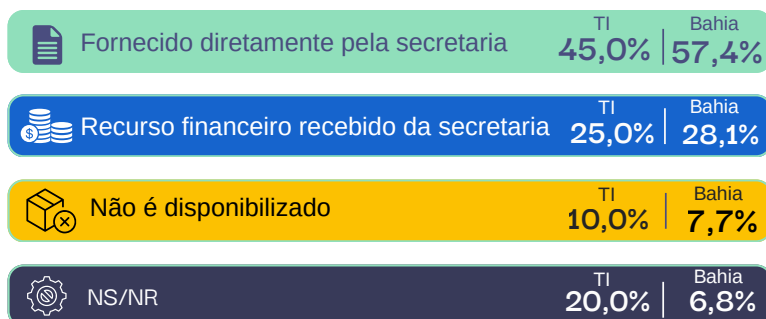 TI Bahia
Fornecido diretamente pela secretaria 45,0% 57,4%
TI Bahia
$ Recurso financeiro recebido da secretaria 25,0% 28,1%
TI Bahia
Não é disponibilizado 10,0% 7,7%
TI Bahia
NS/NR 20,0% 6,8%